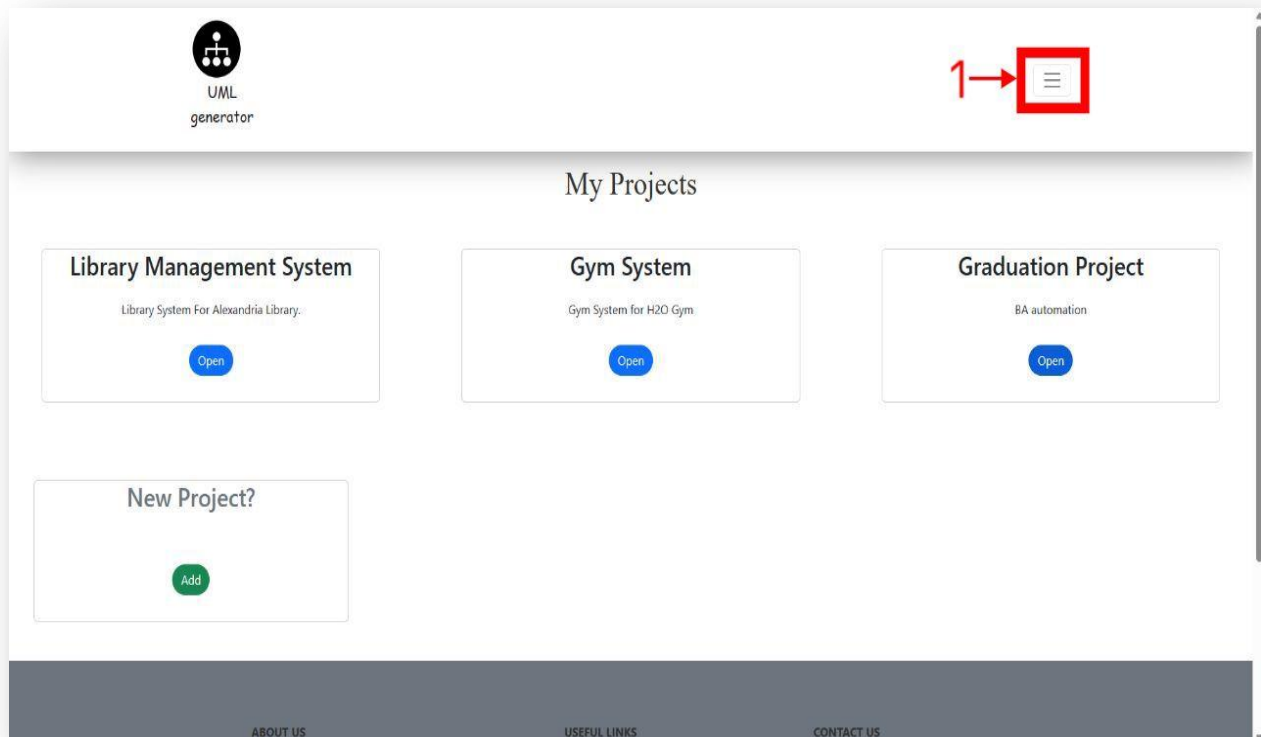 UML
generator
1
My Projects
Library Management System
Library System For Alexandria Library.
Open
Gym System
Gym System for H2O Gym
Open
Graduation Project
BA automation
Open
New Project?
Add
ABOUT US
USEFUL LINKS
CONTACT US